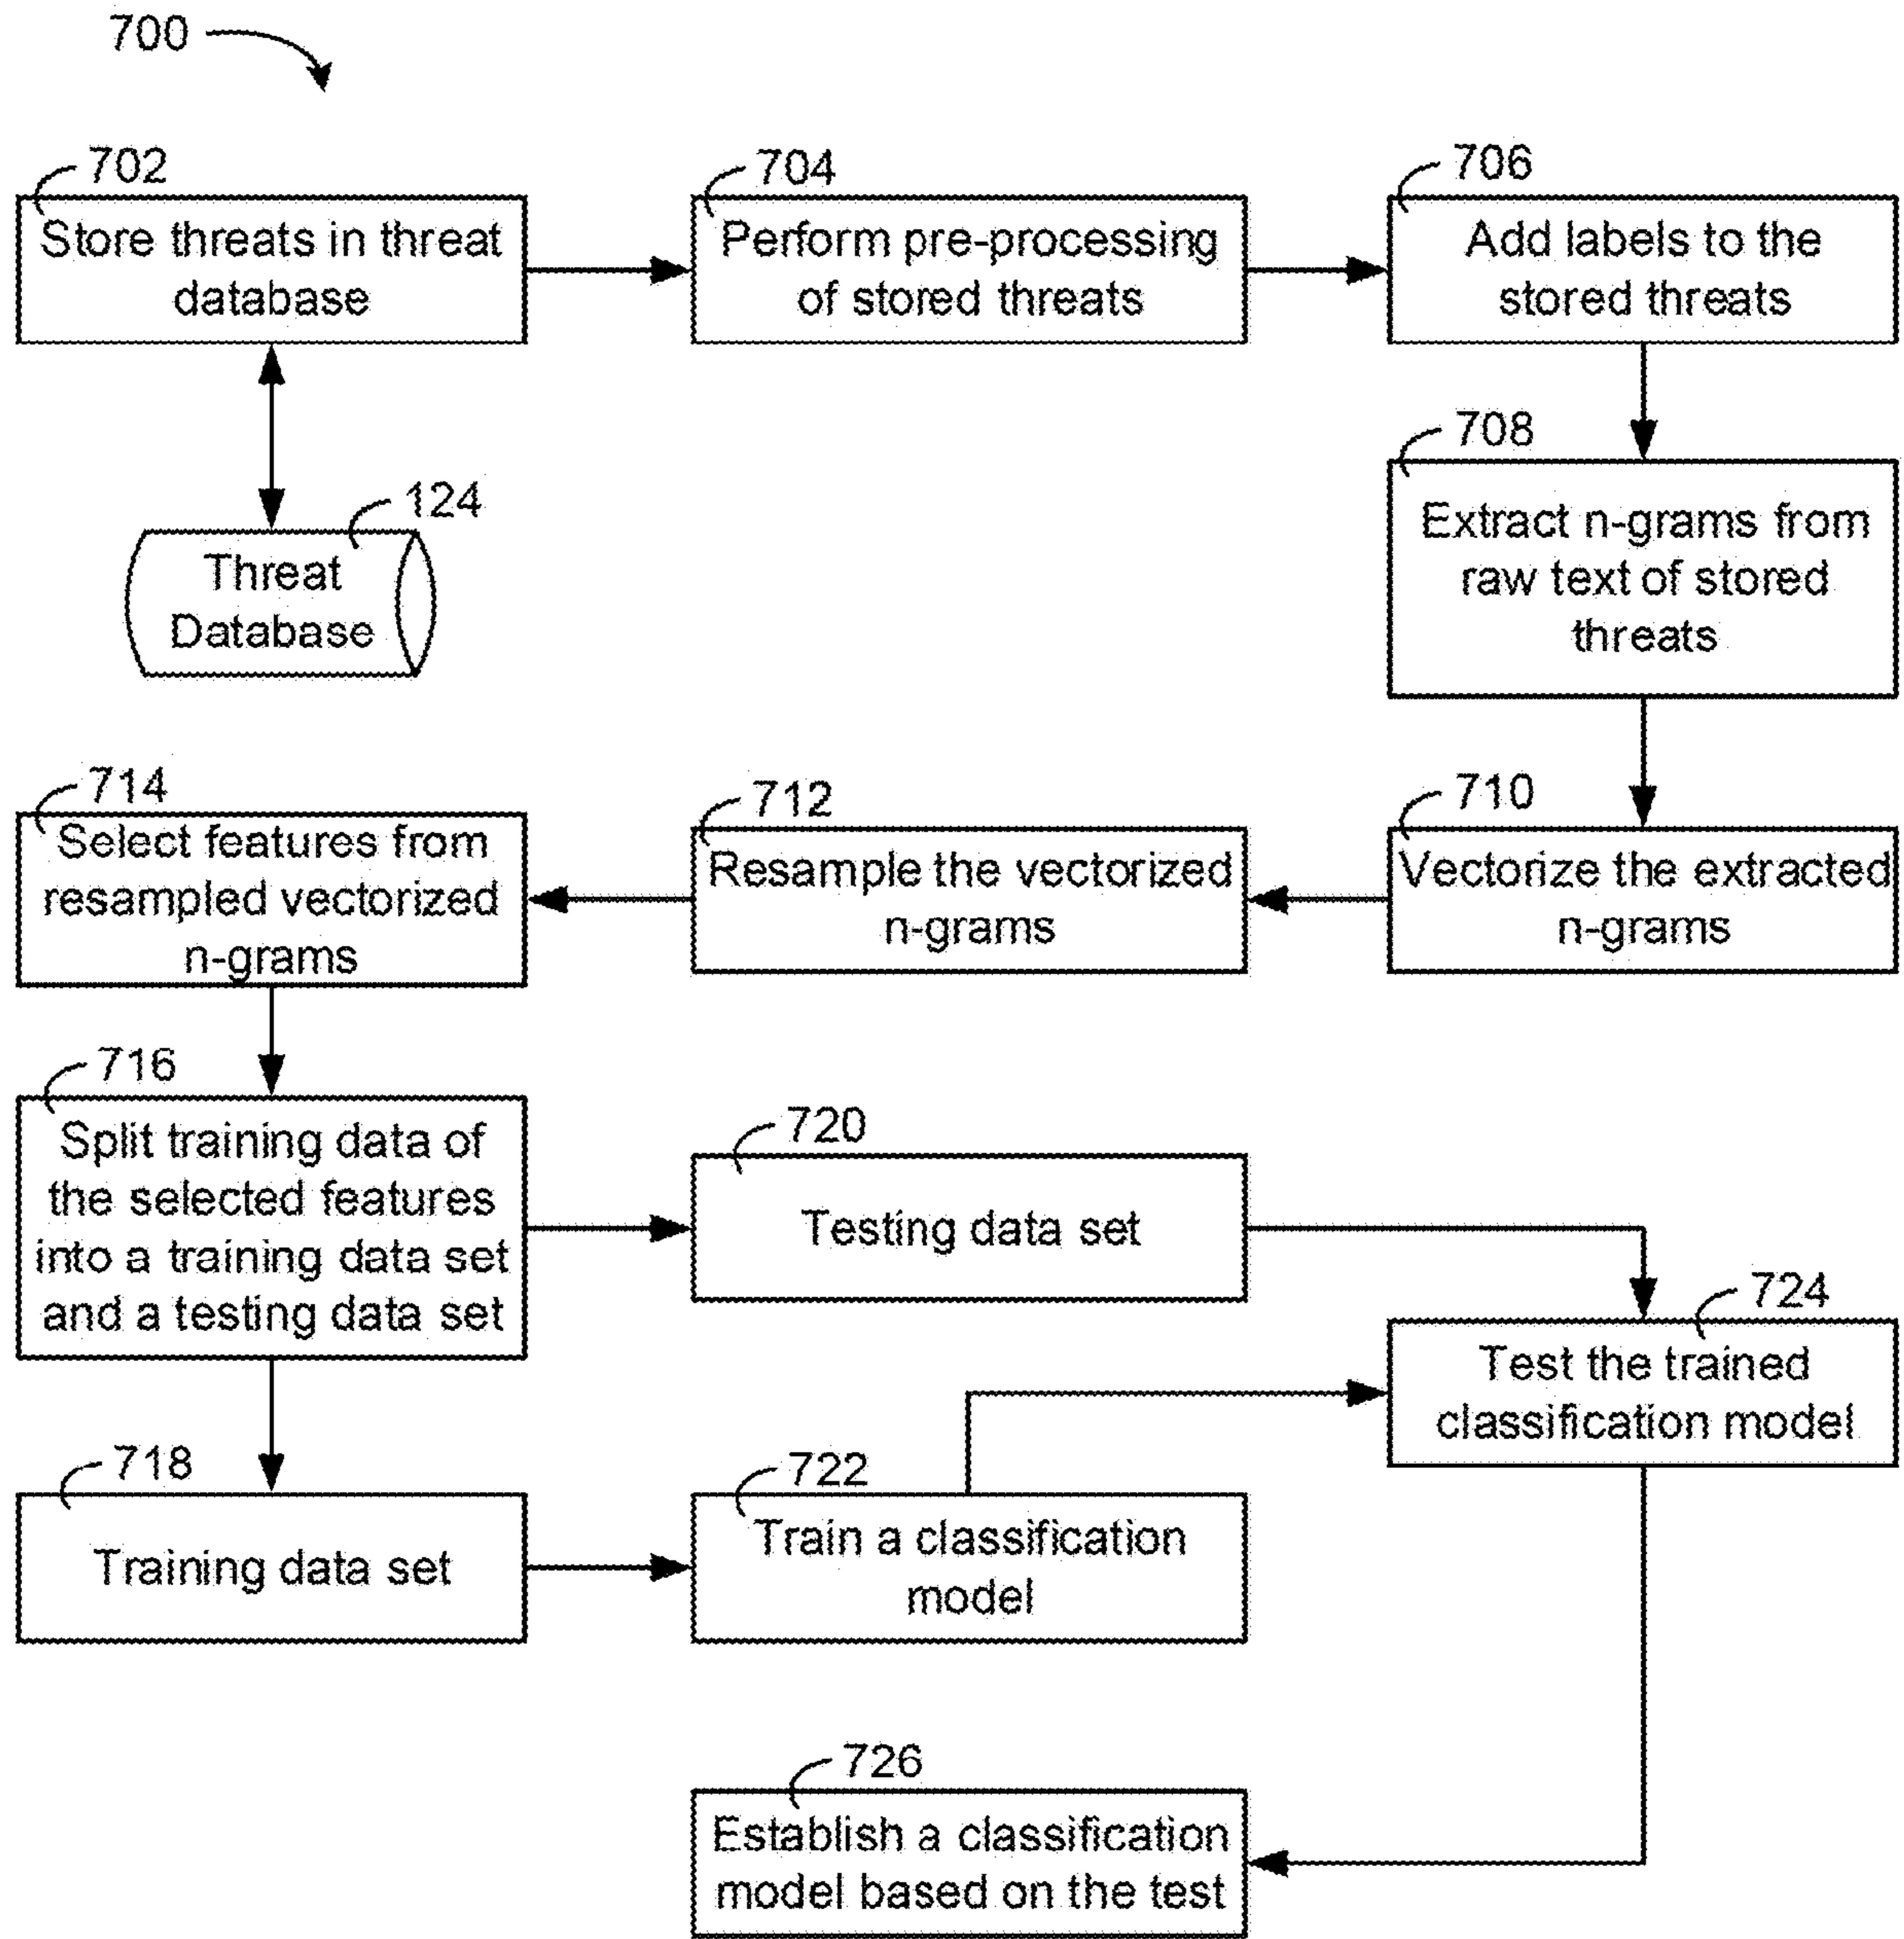 700
702
Store threats in threat
database
704
Perform pre-processing
of stored threats
706
Add labels to the
stored threats
124
Threat
Database
708
Extract n-grams from
raw text of stored
threats
710
Vectorize the extracted
n-grams
712
Resample the vectorized
n-grams
714
Select features from
resampled vectorized
n-grams
716
Split training data of
the selected features
into a training data set
and a testing data set
720
Testing data set
724
Test the trained
classification model
718
Training data set
722
Train a classification
model
726
Establish a classification
model based on the test